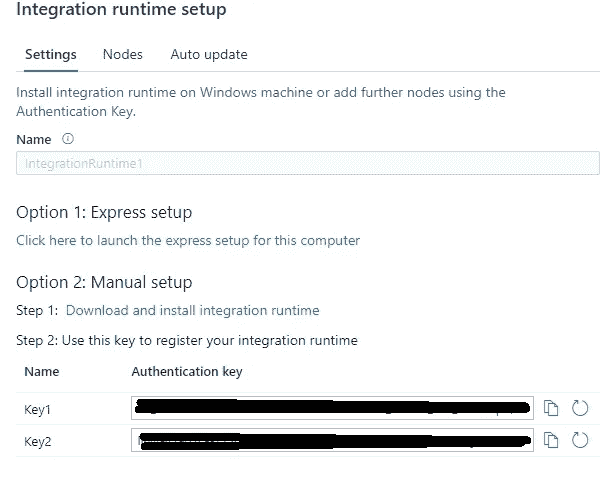 Integration runtime setup
Settings Nodes Auto update
Install integration runtime on Windows machine or add further nodes using the
Authentication Key.
Name
IntegrationRuntime1
Option 1: Express setup
Click here to launch the express setup for this computer
Option 2: Manual setup
Step 1: Download and install integration runtime
Step 2: Use this key to register your integration runtime
Name Authentication key
Key1
Key2